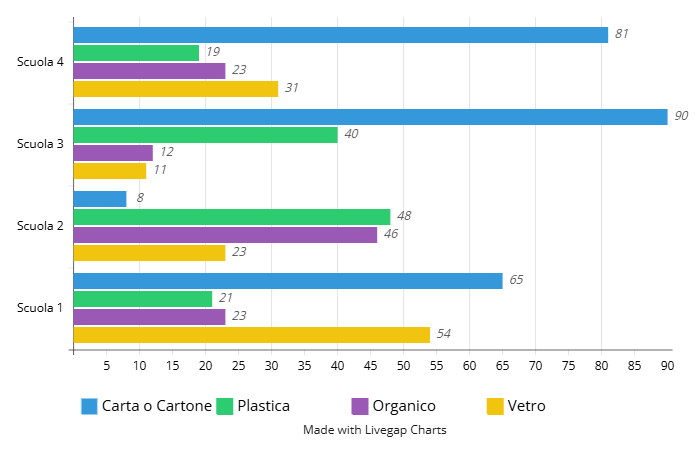 81
Scuola 4
19
23
31
90
Scuola 3
40
12
11
8
Scuola 2
48
46
23
65
Scuola 1
21
23
54
5 10 15 20 25 30 35 40 45 50 55 60 65 70 75 80 85 90
Carta o Cartone Plastica Organico Vetro
Made with Livegap Charts